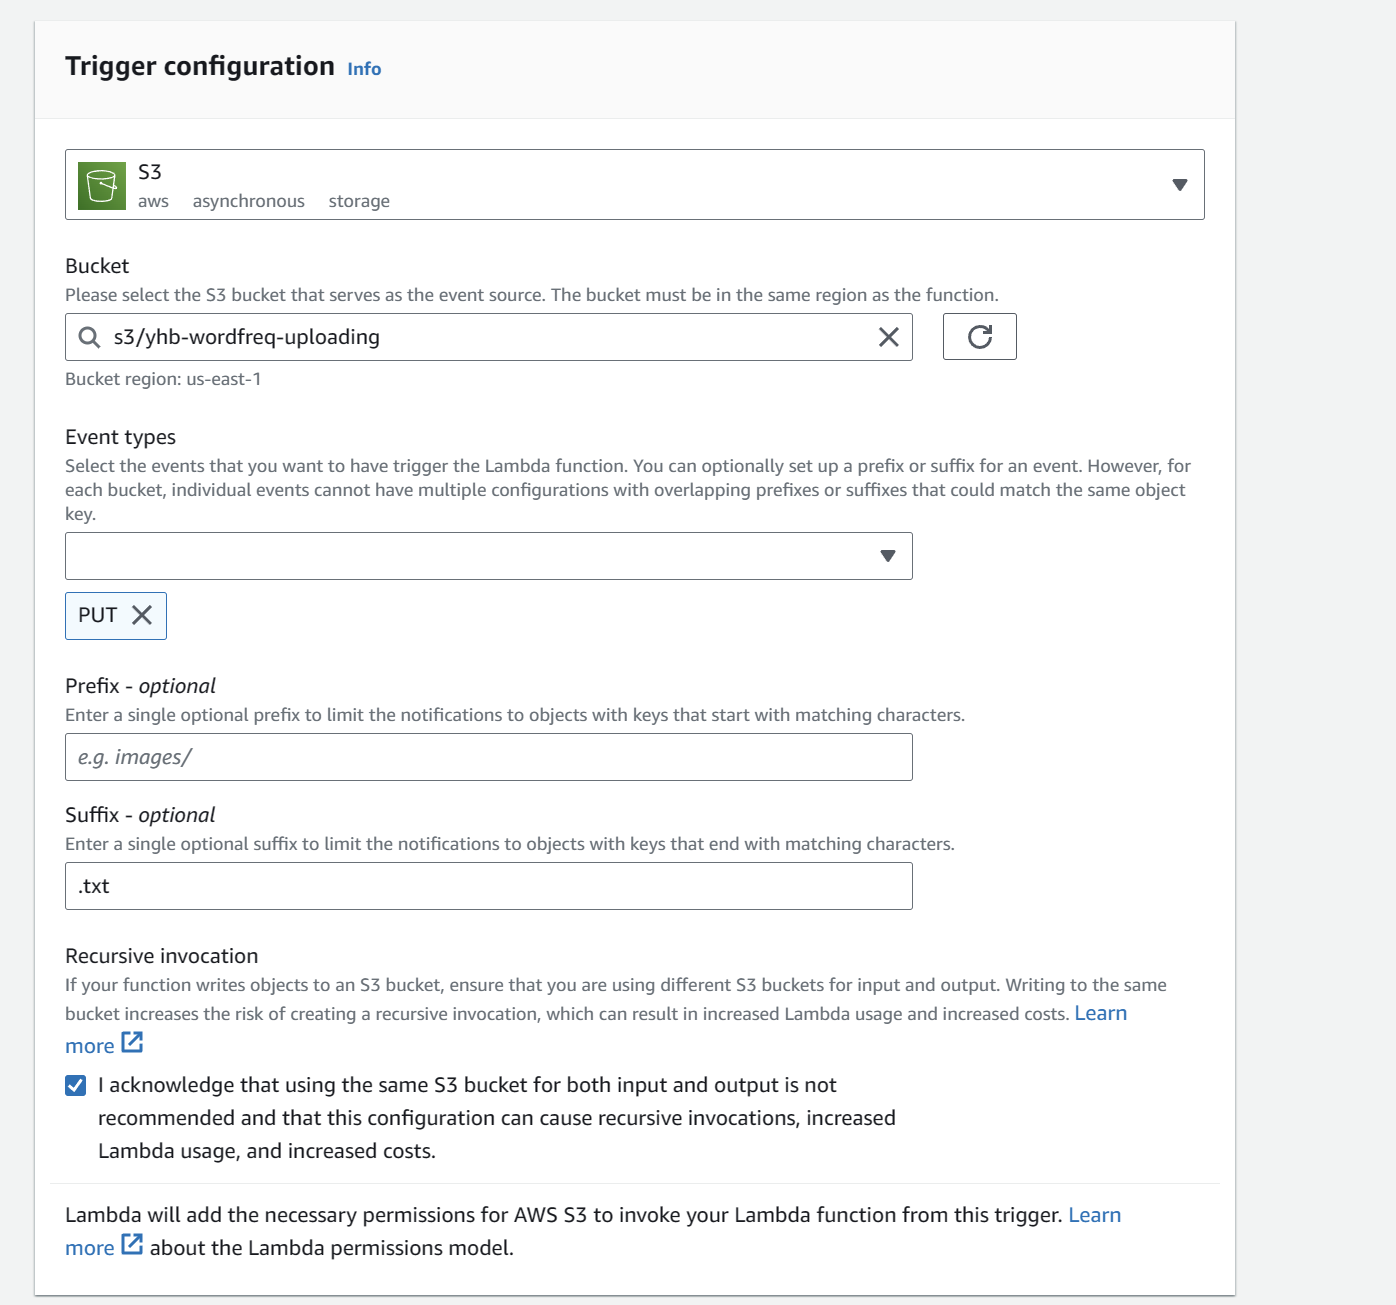 Trigger configuration Info
S3
aws asynchronous storage
Bucket
Please select the S3 bucket that serves as the event source. The bucket must be in the same region as the function.
s3/yhb-wordfreq-uploading
Bucket region: us-east-1
Event types
Select the events that you want to have trigger the Lambda function. You can optionally set up a prefix or suffix for an event. However, for
each bucket, individual events cannot have multiple configurations with overlapping prefixes or suffixes that could match the same object
key.
PUT
Prefix - optional
Enter a single optional prefix to limit the notifications to objects with keys that start with matching characters.
e.g. images/
Suffix - optional
Enter a single optional suffix to limit the notifications to objects with keys that end with matching characters.
.txt
Recursive invocation
If your function writes objects to an S3 bucket, ensure that you are using different S3 buckets for input and output. Writing to the same
bucket increases the risk of creating a recursive invocation, which can result in increased Lambda usage and increased costs. Learn
more
I acknowledge that using the same S3 bucket for both input and output is not
recommended and that this configuration can cause recursive invocations, increased
Lambda usage, and increased costs.
Lambda will add the necessary permissions for AWS S3 to invoke your Lambda function from this trigger. Learn
more about the Lambda permissions model.